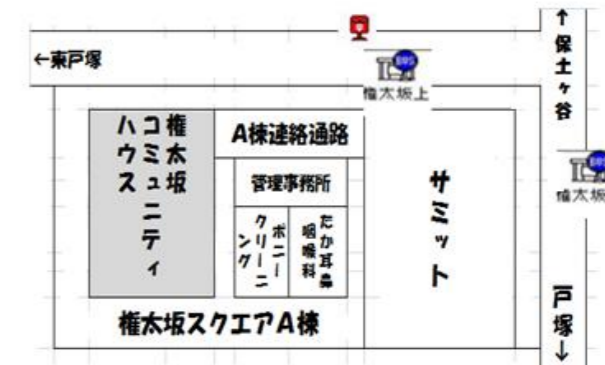 ←東戸塚
BUS
権太坂上
↑保土ヶ谷
権太坂
コミュニティ
ハウス
A棟連絡通路
管理事務所
ポニー
クリーニング
たか耳鼻
咽喉科
サミット
BUS
権太坂
戸塚↓
権太坂スクエアA棟